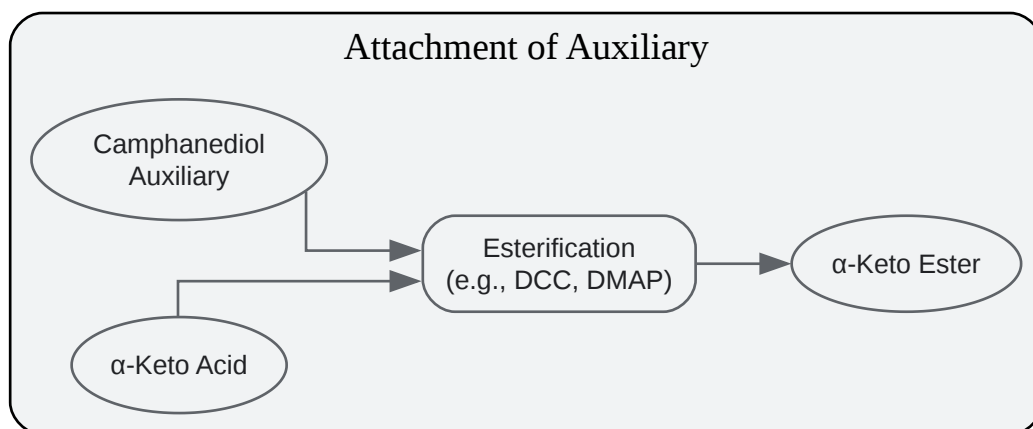 Attachment of Auxiliary
Camphanediol
Auxiliary
Esterification
(e.g., DCC, DMAP)
α-Keto Ester
α-Keto Acid